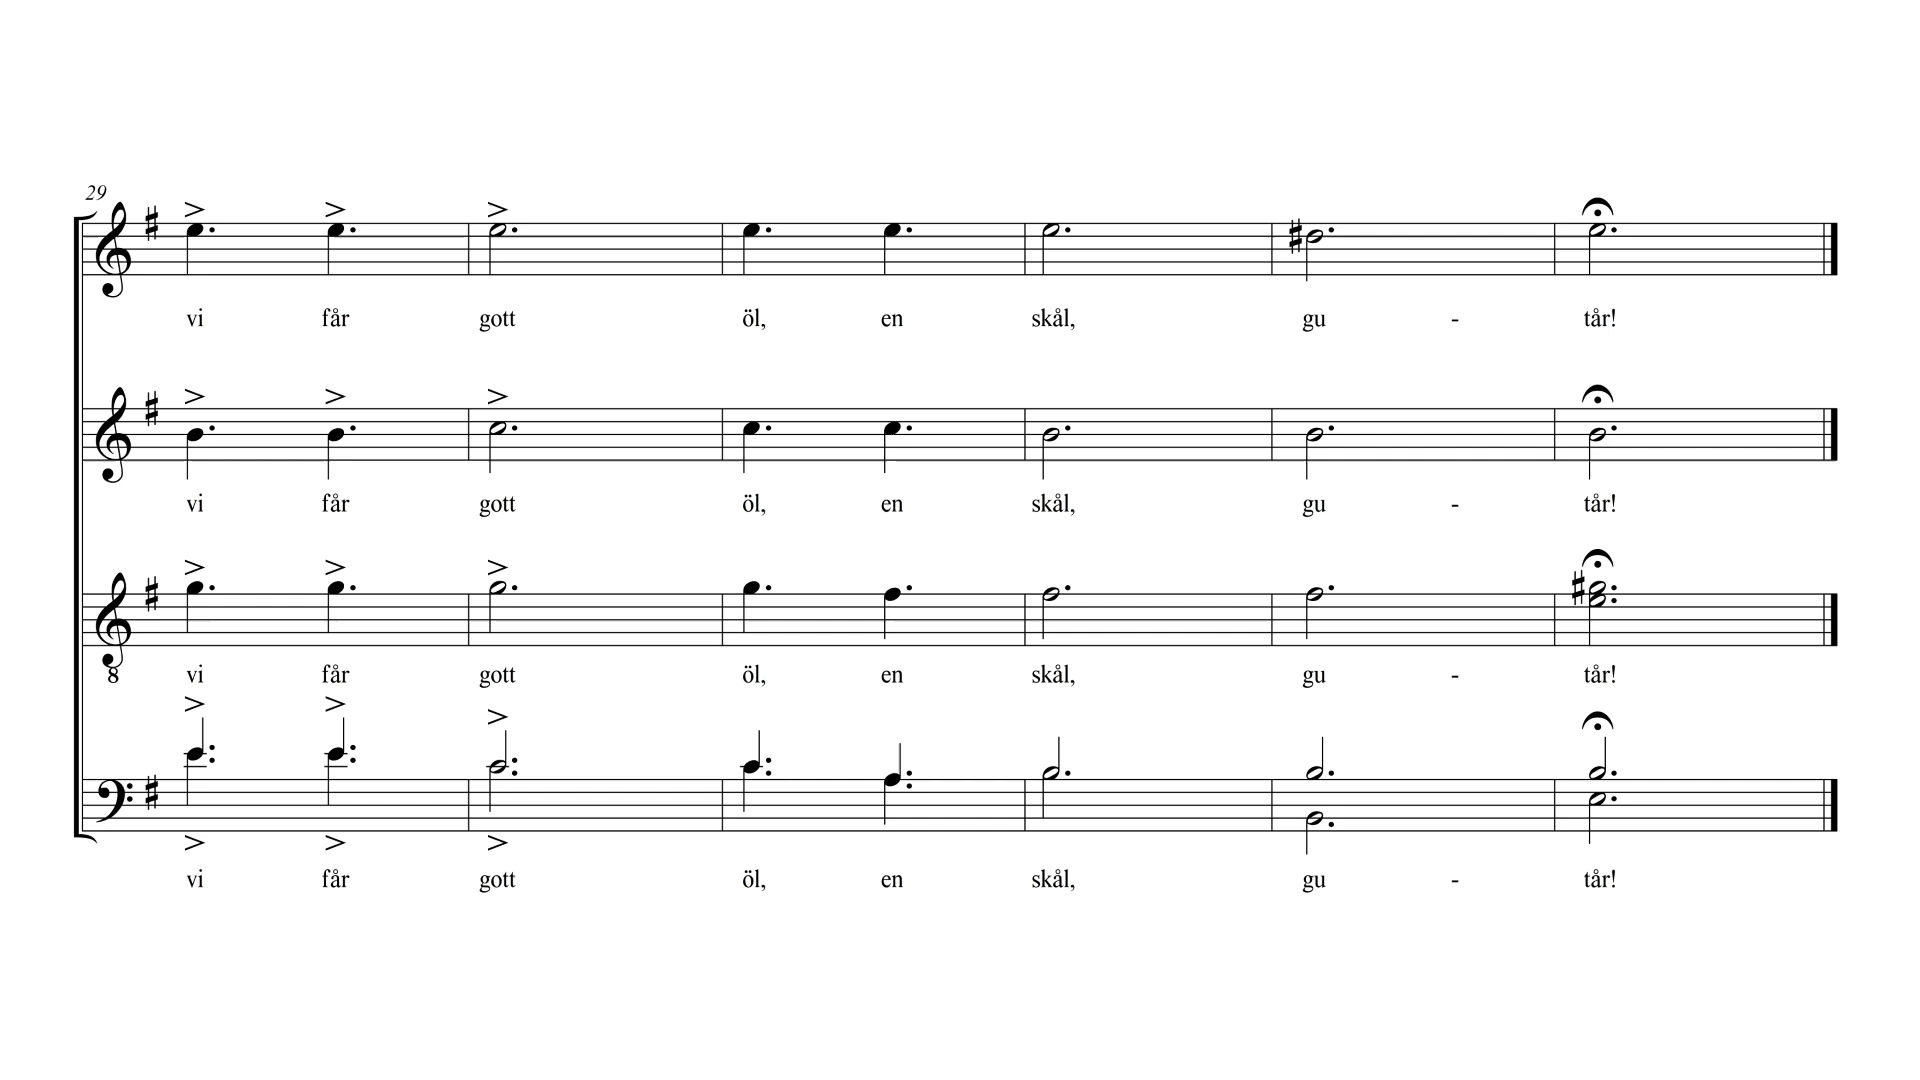 29
vi får gott öl, en skål, gu - tår!
vi får gott öl, en skål, gu - tår!
8
vi får gott öl, en skål, gu - tår!
vi får gott öl, en skål, gu - tår!